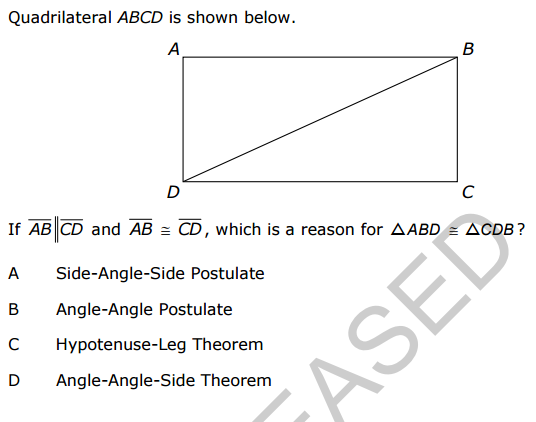 Quadrilateral ABCD is shown below.
A
B
D
C
If AB∥CD and AB ≅ CD, which is a reason for △ABD ≅ △CDB?
A Side-Angle-Side Postulate
B Angle-Angle Postulate
C Hypotenuse-Leg Theorem
D Angle-Angle-Side Theorem
EASED